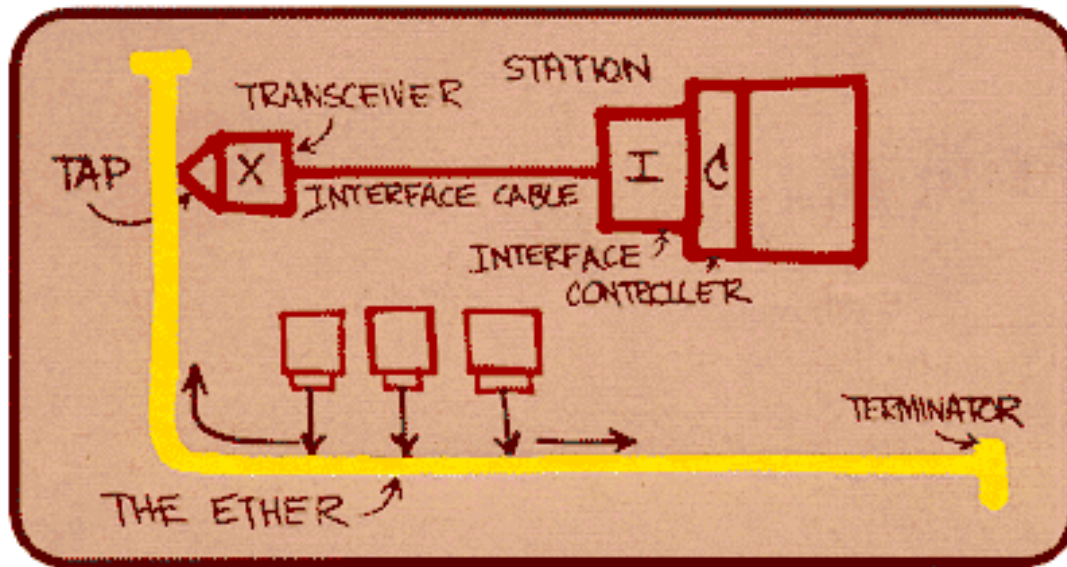 STATION
TRANSCEIVER
TAP
X
I
C
INTERFACE CABLE
INTERFACE
CONTROLLER
TERMINATOR
THE ETHER